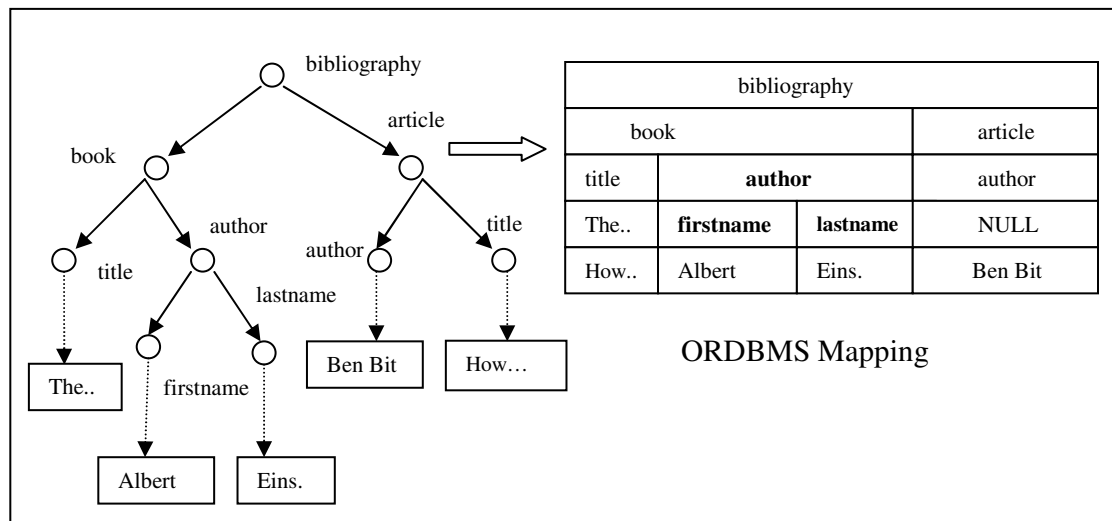 bibliography
article
book
author
title
title
author
lastname
firstname
The..
Ben Bit
How…
Albert
Eins.
bibliography
book article
title author author
The.. firstname lastname NULL
How.. Albert Eins. Ben Bit
ORDBMS Mapping